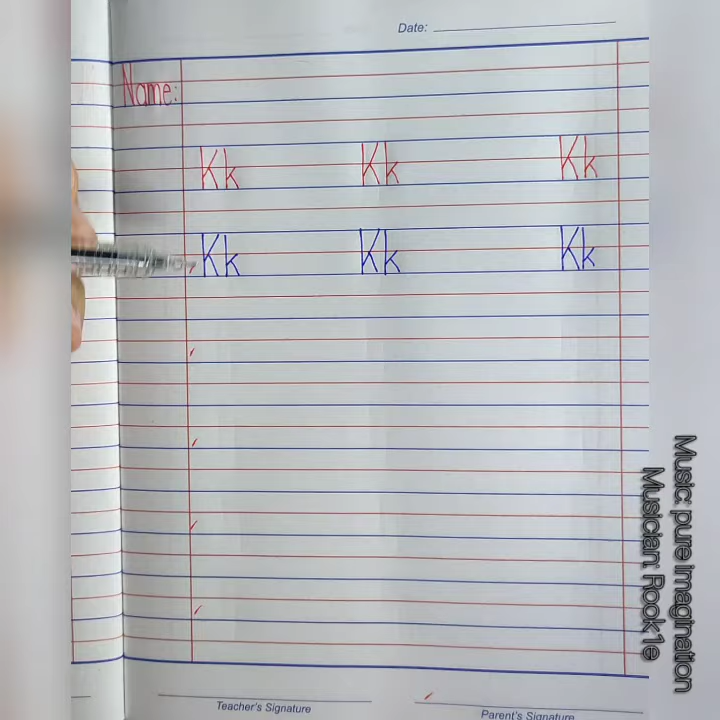 Date:
Name:
Kk Kk Kk
Kk Kk Kk
Teacher's Signature
Parent's Signature
Music: pure imagination
Musician: Rook1e